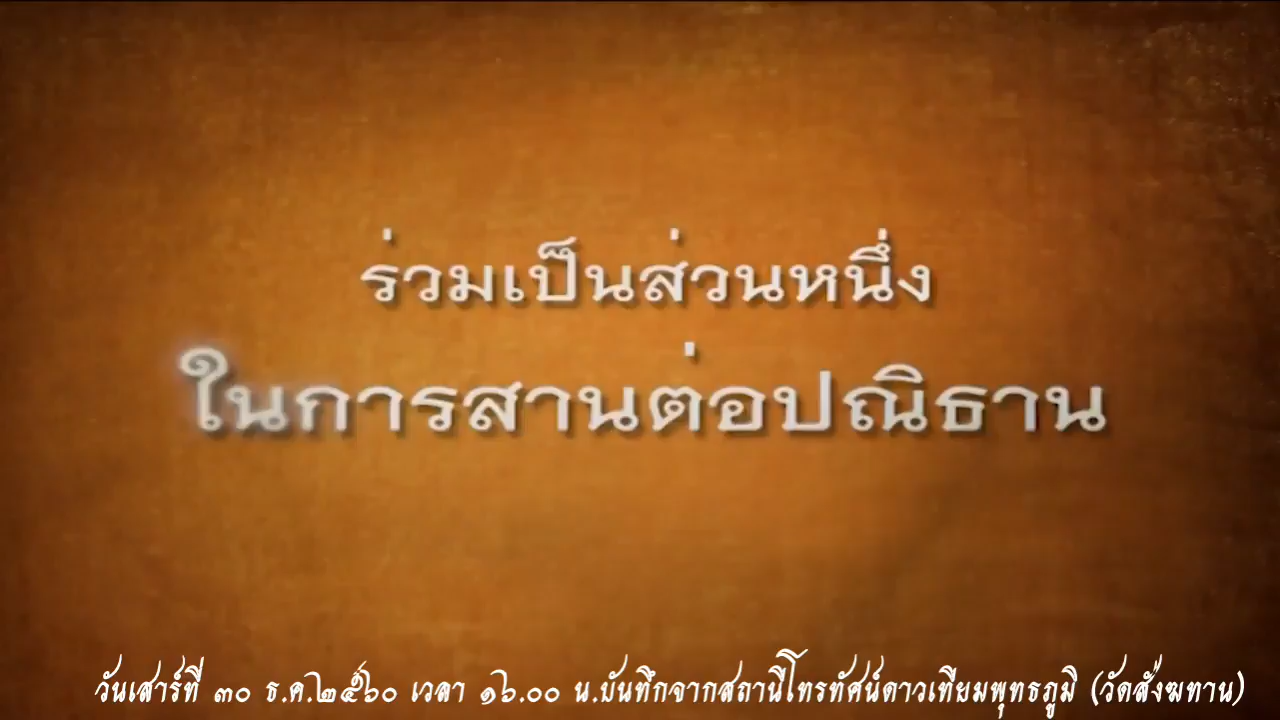 ร่วมเป็นส่วนหนึ่ง
ในการสานต่อปณิธาน
วันเสาร์ที่ ๓๐ ธ.ค.๒๕๖๐ เวลา ๑๖.๐๐ น.บันทึกจากสถานีโทรทัศน์ดาวเทียมพุทธภูมิ (วัดสังฆทาน)